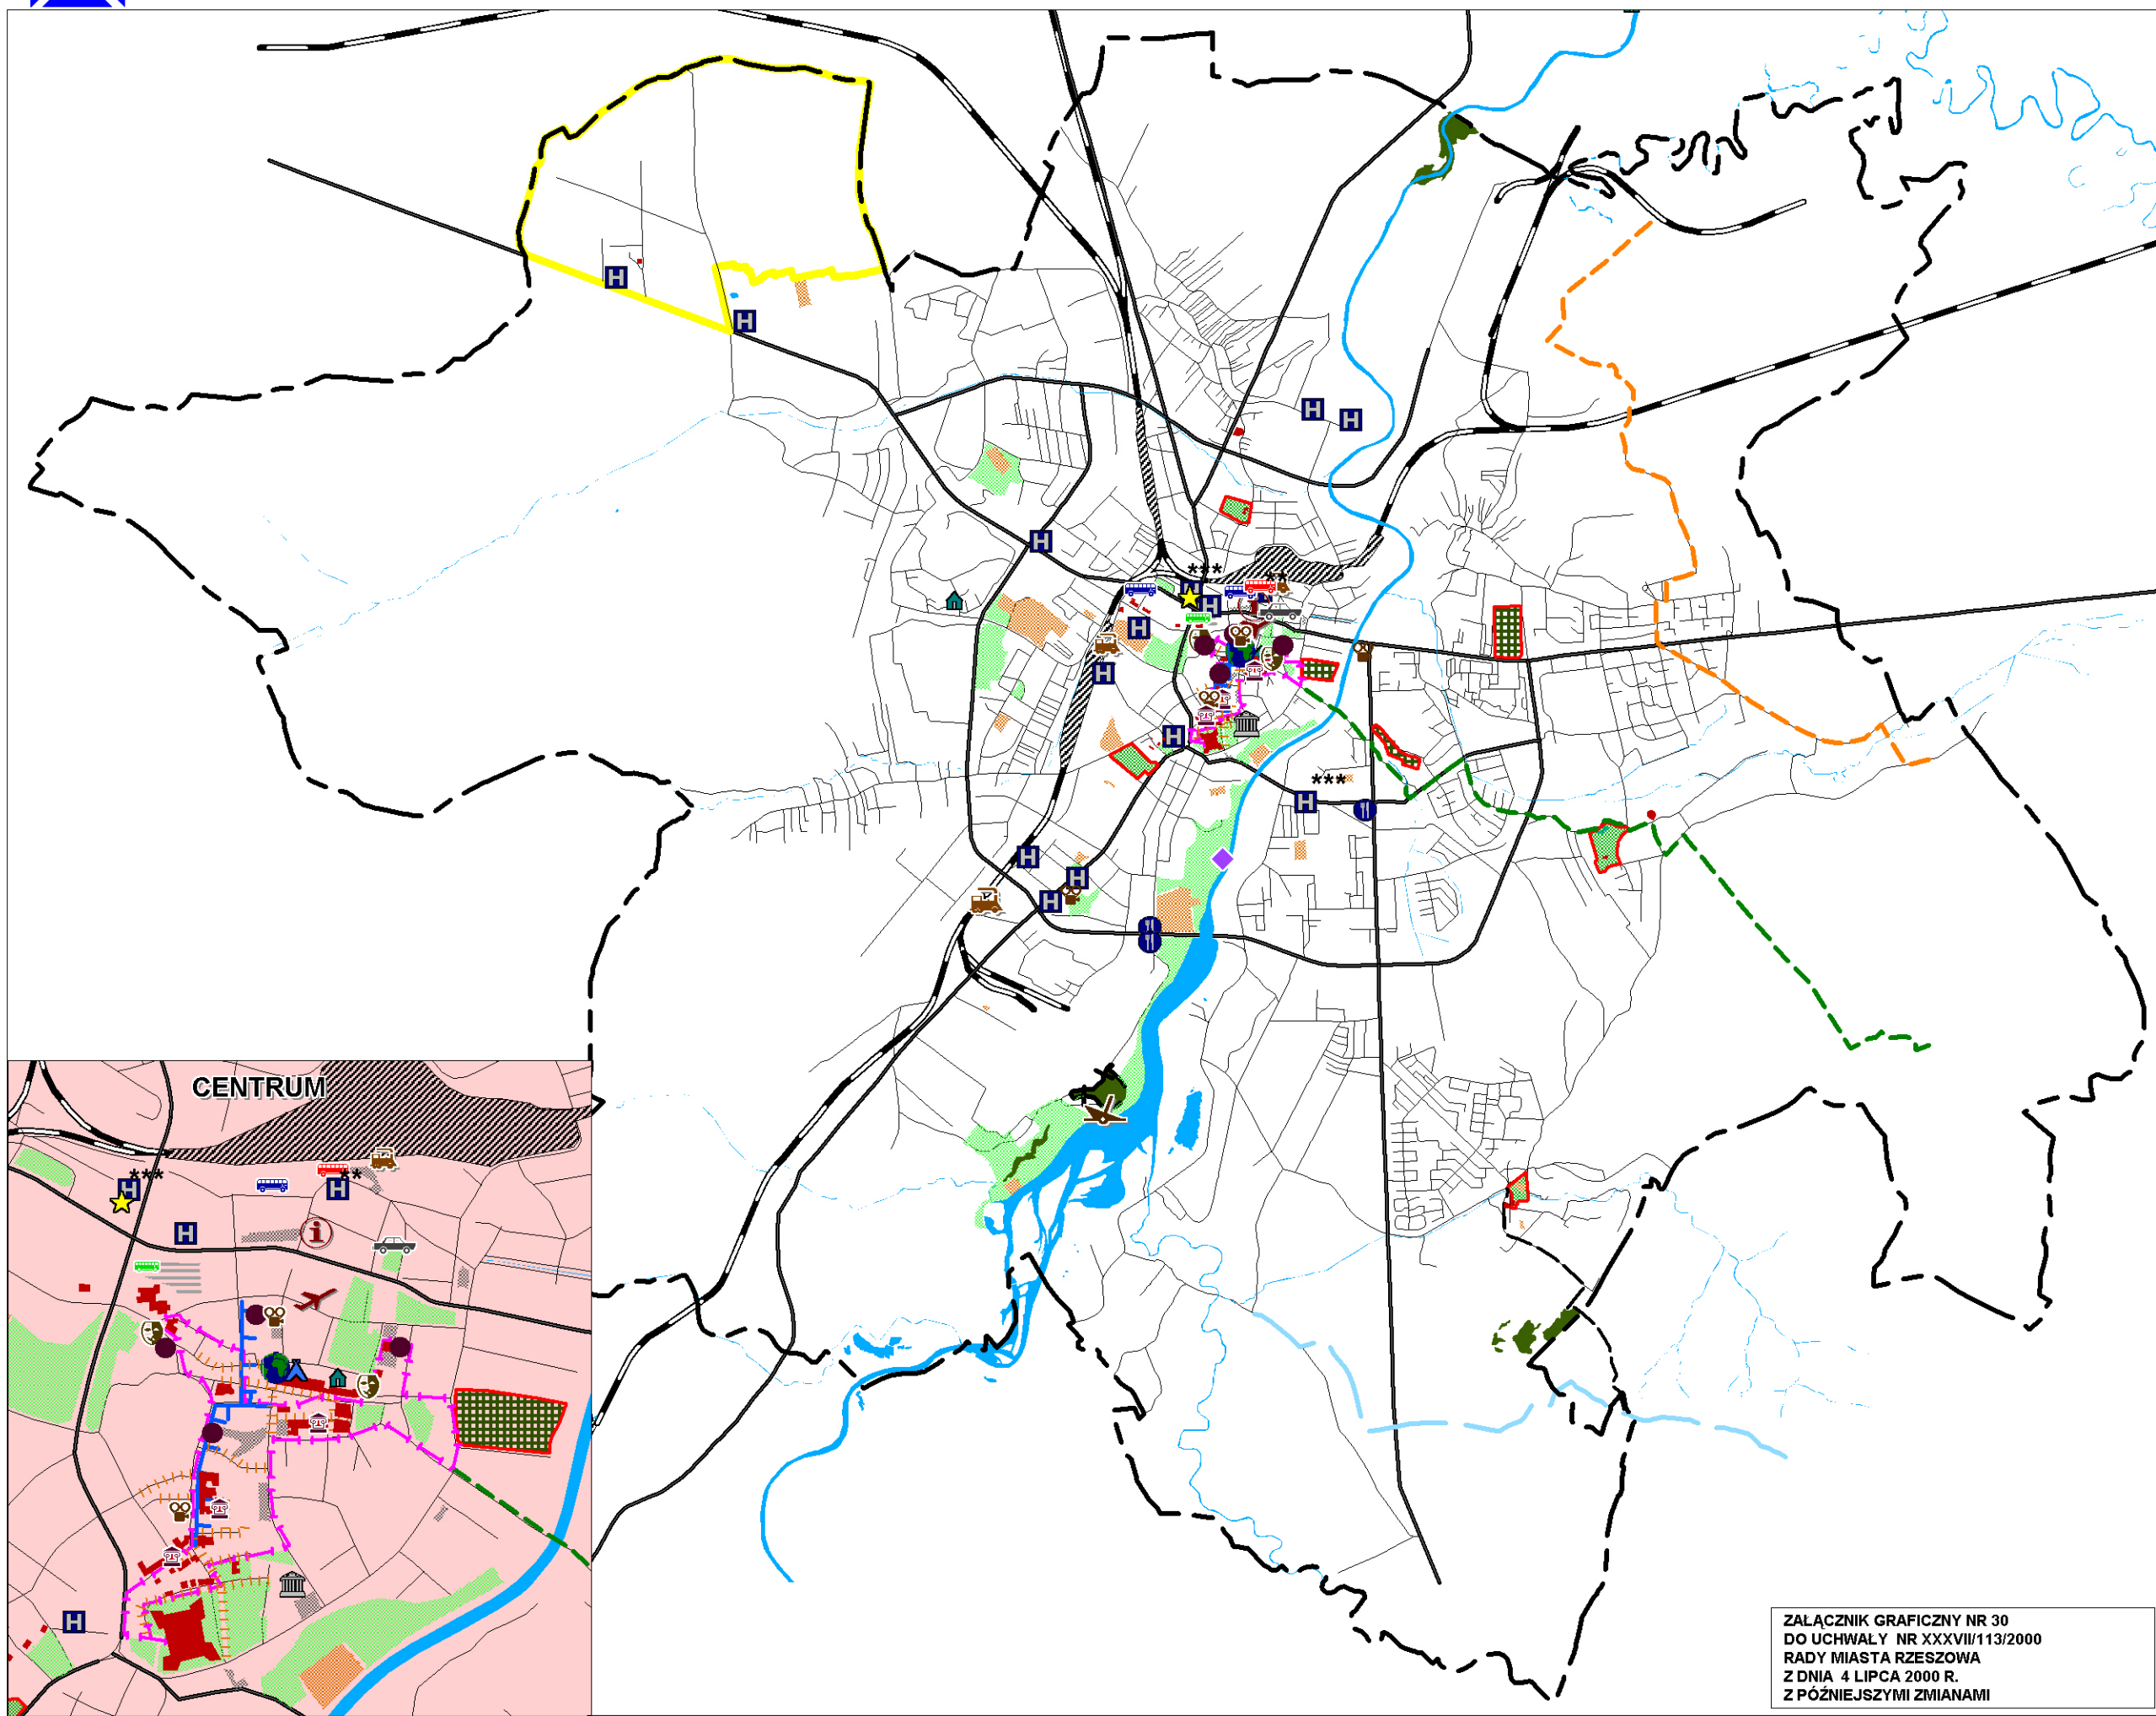 ***
**
***
CENTRUM
***
**
ZAŁĄCZNIK GRAFICZNY NR 30
DO UCHWAŁY NR XXXVII/113/2000
RADY MIASTA RZESZOWA
Z DNIA 4 LIPCA 2000 R.
Z PÓŹNIEJSZYMI ZMIANAMI